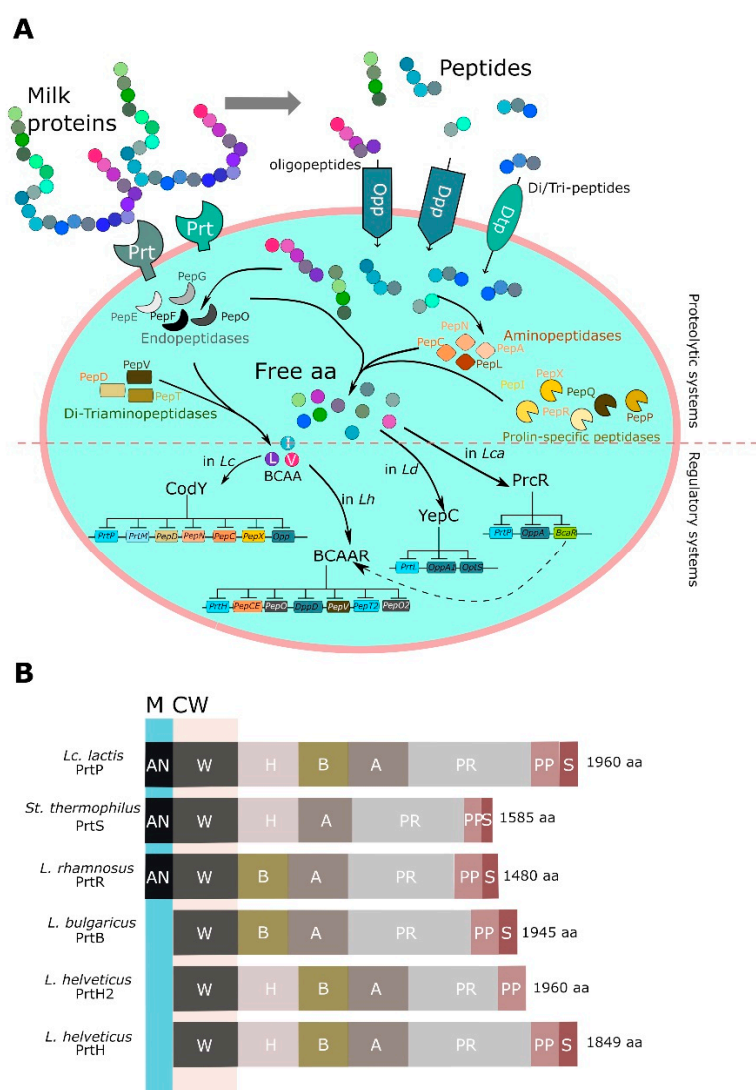 A
Milk
proteins
Peptides
oligopeptides
Di/Tri-peptides
Opp
Dpp
Dtp
Prt
Prt
PepG
PepE
PepF
PepO
Endopeptidases
PepN
PepC
PepA
PepL
Aminopeptidases
PepV
PepD
PepT
Di-Triaminopeptidases
Free aa
PepX
PepI
PepQ
PepR
PepP
Prolin-specific peptidases
Proteolytic systems
Regulatory systems
I
L
V
BCAA
in Lc
in Lh
in Ld
in Lca
CodY
PrtP
PrtM
PepD
PepN
PepC
PepX
Opp
BCAAR
PrtH
PepCE
PepO
DppD
PepV
PepT2
PepO2
YepC
PrtL
OppA1
OptS
PrcR
PrtP
OppA
BcaR
B
M CW
Lc. lactis
PrtP
AN W H B A PR PP S 1960 aa
St. thermophilus
PrtS
AN W H A PR PP S 1585 aa
L. rhamnosus
PrtR
AN W B A PR PP S 1480 aa
L. bulgaricus
PrtB
W B A PR PP S 1945 aa
L. helveticus
PrtH2
W H B A PR PP 1960 aa
L. helveticus
PrtH
W H B A PR PP S 1849 aa